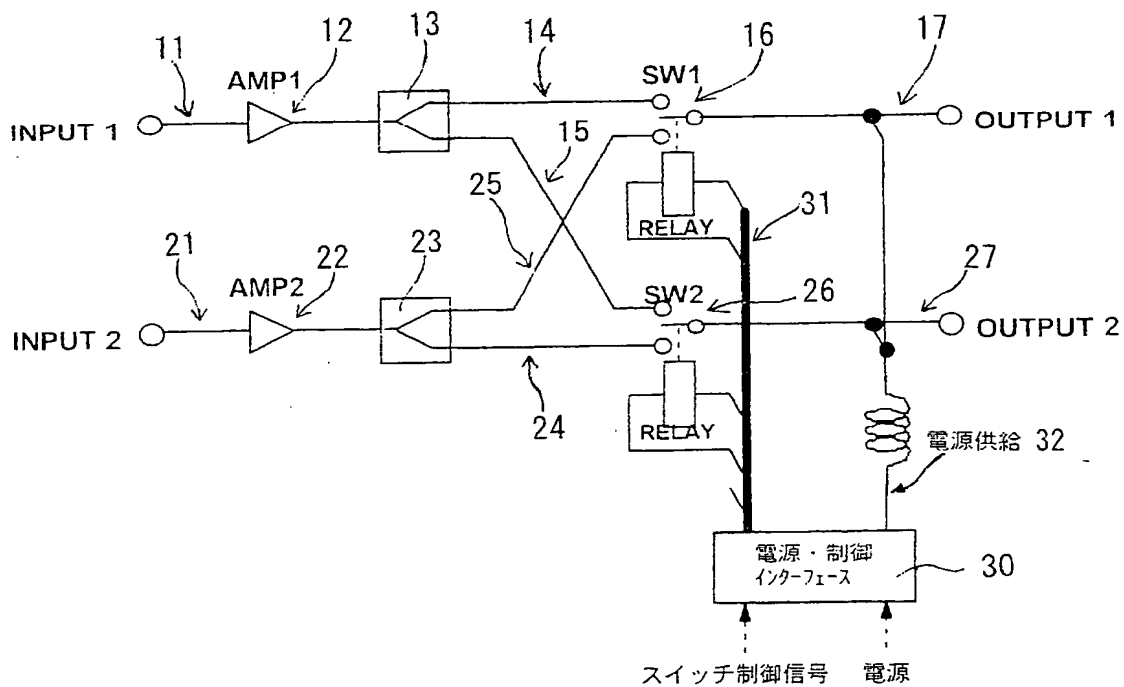 11
AMP1
12
13
14
SW1
16
17
INPUT 1
OUTPUT 1
15
25
RELAY
31
21
AMP2
22
23
SW2
26
27
INPUT 2
OUTPUT 2
24
RELAY
電源供給 32
電源・制御
インターフェース
30
スイッチ制御信号
電源